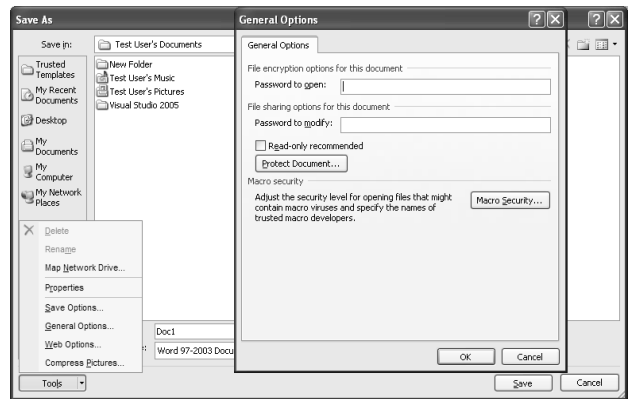 Save As
Save in:
Test User's Documents
Trusted
Templates
My Recent
Documents
Desktop
My
Documents
My
Computer
My Network
Places
New Folder
Test User's Music
Test User's Pictures
Visual Studio 2005
Delete
Rename
Map Network Drive...
Properties
Save Options...
General Options...
Web Options...
Compress Pictures...
Tools
Doc1
Word 97-2003 Docu
Save
Cancel
General Options
General Options
File encryption options for this document
Password to open:
File sharing options for this document
Password to modify:
Read-only recommended
Protect Document...
Macro security
Adjust the security level for opening files that might
contain macro viruses and specify the names of
trusted macro developers.
Macro Security...
OK
Cancel